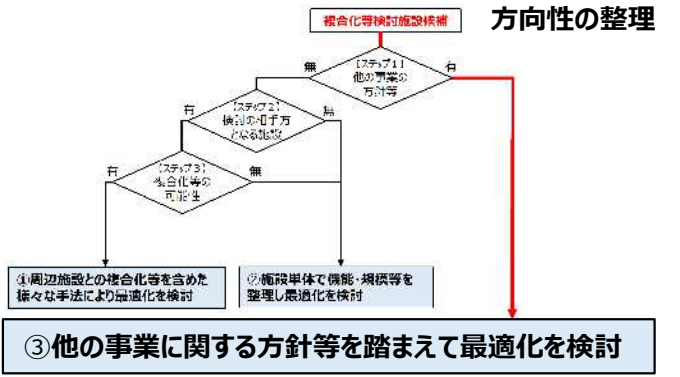 方向性の整理
複合化等検討施設候補
【ステップ1】
他の事業の
方針等
無
有
【ステップ2】
検討の相手方
となる施設
有
無
【ステップ3】
複合化等の
可能性
有
無
①周辺施設との複合化等を含めた
様々な手法により最適化を検討
②施設単体で機能・規模等を
整理し最適化を検討
③他の事業に関する方針等を踏まえて最適化を検討